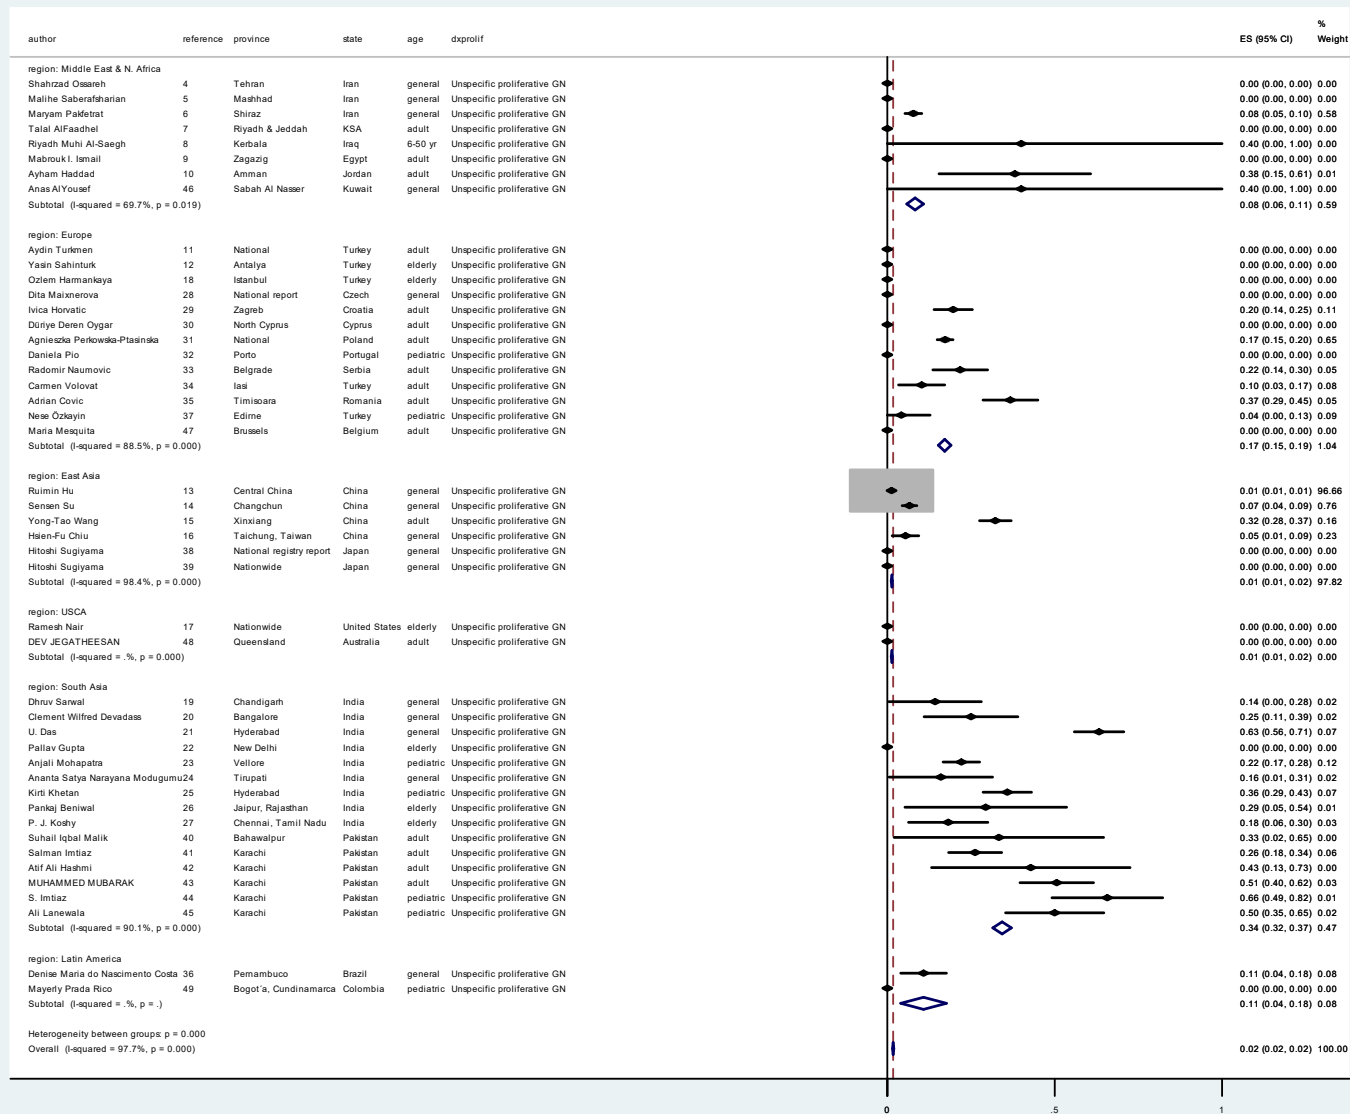 %
author reference province state age dxprolif ES (95% CI) Weight
region: Middle East & N. Africa
Shahrzad Ossareh 4 Tehran Iran general Unspecific proliferative GN 0.00 (0.00, 0.00) 0.00
Malihe Saberafsharian 5 Mashhad Iran general Unspecific proliferative GN 0.00 (0.00, 0.00) 0.00
Maryam Pakfetrat 6 Shiraz Iran general Unspecific proliferative GN 0.08 (0.05, 0.10) 0.58
Talal AlFaadhel 7 Riyadh & Jeddah KSA adult Unspecific proliferative GN 0.00 (0.00, 0.00) 0.00
Riyadh Muhi Al-Saegh 8 Kerbala Iraq 6-50 yr Unspecific proliferative GN 0.40 (0.00, 1.00) 0.00
Mabrouk I. Ismail 9 Zagazig Egypt adult Unspecific proliferative GN 0.00 (0.00, 0.00) 0.00
Ayham Haddad 10 Amman Jordan adult Unspecific proliferative GN 0.38 (0.15, 0.61) 0.01
Anas AlYousef 46 Sabah Al Nasser Kuwait general Unspecific proliferative GN 0.40 (0.00, 1.00) 0.00
Subtotal (I-squared = 69.7%, p = 0.019) 0.08 (0.06, 0.11) 0.59
region: Europe
Aydin Turkmen 11 National Turkey adult Unspecific proliferative GN 0.00 (0.00, 0.00) 0.00
Yasin Sahinturk 12 Antalya Turkey elderly Unspecific proliferative GN 0.00 (0.00, 0.00) 0.00
Ozlem Harmankaya 18 Istanbul Turkey elderly Unspecific proliferative GN 0.00 (0.00, 0.00) 0.00
Dita Maixnerova 28 National report Czech general Unspecific proliferative GN 0.00 (0.00, 0.00) 0.00
Ivica Horvatic 29 Zagreb Croatia adult Unspecific proliferative GN 0.20 (0.14, 0.25) 0.11
Düriye Deren Oygar 30 North Cyprus Cyprus adult Unspecific proliferative GN 0.00 (0.00, 0.00) 0.00
Agnieszka Perkowska-Ptasinska 31 National Poland adult Unspecific proliferative GN 0.17 (0.15, 0.20) 0.65
Daniela Pio 32 Porto Portugal pediatric Unspecific proliferative GN 0.00 (0.00, 0.00) 0.00
Radomir Naumovic 33 Belgrade Serbia adult Unspecific proliferative GN 0.22 (0.14, 0.30) 0.05
Carmen Volovat 34 Iasi Turkey adult Unspecific proliferative GN 0.10 (0.03, 0.17) 0.08
Adrian Covic 35 Timisoara Romania adult Unspecific proliferative GN 0.37 (0.29, 0.45) 0.05
Nese Özkayin 37 Edirne Turkey pediatric Unspecific proliferative GN 0.04 (0.00, 0.13) 0.09
Maria Mesquita 47 Brussels Belgium adult Unspecific proliferative GN 0.00 (0.00, 0.00) 0.00
Subtotal (I-squared = 88.5%, p = 0.000) 0.17 (0.15, 0.19) 1.04
region: East Asia
Ruimin Hu 13 Central China China general Unspecific proliferative GN 0.01 (0.01, 0.01) 96.66
Sensen Su 14 Changchun China general Unspecific proliferative GN 0.07 (0.04, 0.09) 0.76
Yong-Tao Wang 15 Xinxiang China adult Unspecific proliferative GN 0.32 (0.28, 0.37) 0.16
Hsien-Fu Chiu 16 Taichung, Taiwan China general Unspecific proliferative GN 0.05 (0.01, 0.09) 0.23
Hitoshi Sugiyama 38 National registry report Japan general Unspecific proliferative GN 0.00 (0.00, 0.00) 0.00
Hitoshi Sugiyama 39 Nationwide Japan general Unspecific proliferative GN 0.00 (0.00, 0.00) 0.00
Subtotal (I-squared = 98.4%, p = 0.000) 0.01 (0.01, 0.02) 97.82
region: USCA
Ramesh Nair 17 Nationwide United States elderly Unspecific proliferative GN 0.00 (0.00, 0.00) 0.00
DEV JEGATHEESAN 48 Queensland Australia adult Unspecific proliferative GN 0.00 (0.00, 0.00) 0.00
Subtotal (I-squared = .%, p = 0.000) 0.01 (0.01, 0.02) 0.00
region: South Asia
Dhruv Sarwal 19 Chandigarh India general Unspecific proliferative GN 0.14 (0.00, 0.28) 0.02
Clement Wilfred Devadass 20 Bangalore India general Unspecific proliferative GN 0.25 (0.11, 0.39) 0.02
U. Das 21 Hyderabad India general Unspecific proliferative GN 0.63 (0.56, 0.71) 0.07
Pallav Gupta 22 New Delhi India elderly Unspecific proliferative GN 0.00 (0.00, 0.00) 0.00
Anjali Mohapatra 23 Vellore India pediatric Unspecific proliferative GN 0.22 (0.17, 0.28) 0.12
Ananta Satya Narayana Modugumu24 Tirupati India general Unspecific proliferative GN 0.16 (0.01, 0.31) 0.02
Kirti Khetan 25 Hyderabad India pediatric Unspecific proliferative GN 0.36 (0.29, 0.43) 0.07
Pankaj Beniwal 26 Jaipur, Rajasthan India elderly Unspecific proliferative GN 0.29 (0.05, 0.54) 0.01
P. J. Koshy 27 Chennai, Tamil Nadu India elderly Unspecific proliferative GN 0.18 (0.06, 0.30) 0.03
Suhail Iqbal Malik 40 Bahawalpur Pakistan adult Unspecific proliferative GN 0.33 (0.02, 0.65) 0.00
Salman Imtiaz 41 Karachi Pakistan adult Unspecific proliferative GN 0.26 (0.18, 0.34) 0.06
Atif Ali Hashmi 42 Karachi Pakistan adult Unspecific proliferative GN 0.43 (0.13, 0.73) 0.00
MUHAMMED MUBARAK 43 Karachi Pakistan adult Unspecific proliferative GN 0.51 (0.40, 0.62) 0.03
S. Imtiaz 44 Karachi Pakistan pediatric Unspecific proliferative GN 0.66 (0.49, 0.82) 0.01
Ali Lanewala 45 Karachi Pakistan pediatric Unspecific proliferative GN 0.50 (0.35, 0.65) 0.02
Subtotal (I-squared = 90.1%, p = 0.000) 0.34 (0.32, 0.37) 0.47
region: Latin America
Denise Maria do Nascimento Costa 36 Pernambuco Brazil general Unspecific proliferative GN 0.11 (0.04, 0.18) 0.08
Mayerly Prada Rico 49 Bogot´a, Cundinamarca Colombia pediatric Unspecific proliferative GN 0.00 (0.00, 0.00) 0.00
Subtotal (I-squared = .%, p = .) 0.11 (0.04, 0.18) 0.08
Heterogeneity between groups: p = 0.000
Overall (I-squared = 97.7%, p = 0.000) 0.02 (0.02, 0.02) 100.00
0 .5 1